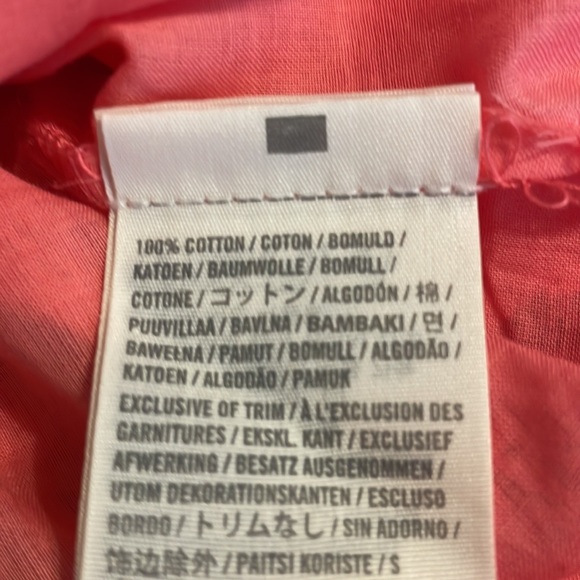 100% COTTON / COTON / BOMULD /
KATOEN / BAUMWOLLE / BOMULL /
COTONE / コットン / ALGODÓN / 棉 /
PUUVILLAA / BAVLNA / BAMBAKI / 면 /
BAWEŁNA / PAMUT / BOMULL / ALGODÃO /
KATOEN / ALGODÃO / PAMUK
EXCLUSIVE OF TRIM / À L'EXCLUSION DES
GARNITURES / EKSKL. KANT / EXCLUSIEF
AFWERKING / BESATZ AUSGENOMMEN /
UTOM DEKORATIONSKANTEN / ESCLUSO
BORDO / トリムなし / SIN ADORNO /
饰边除外 / PAITSI KORISTE / S